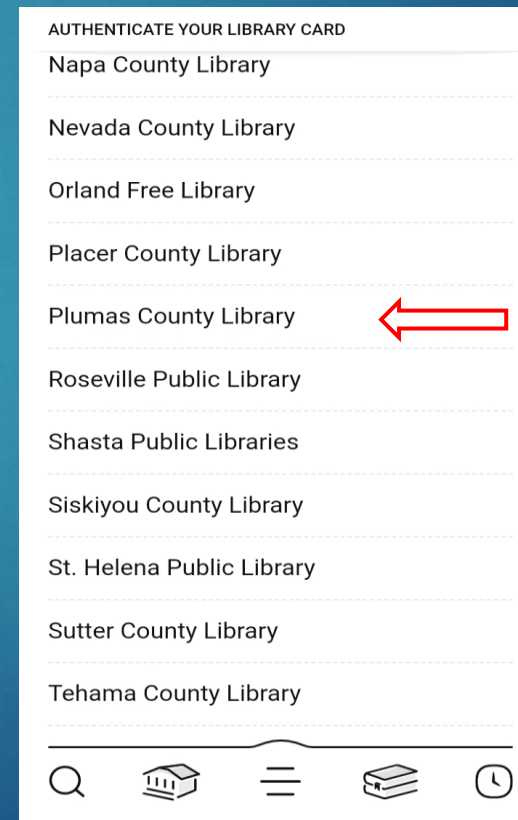 AUTHENTICATE YOUR LIBRARY CARD
Napa County Library
Nevada County Library
Orland Free Library
Placer County Library
Plumas County Library
Roseville Public Library
Shasta Public Libraries
Siskiyou County Library
St. Helena Public Library
Sutter County Library
Tehama County Library